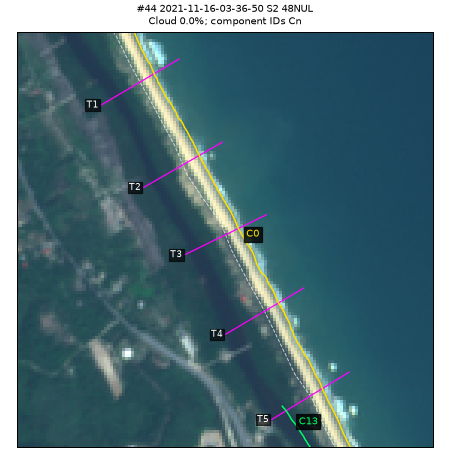 #44 2021-11-16-03-36-50 S2 48NUL
Cloud 0.0%; component IDs Cn
T1
T2
C0
T3
T4
T5
C13